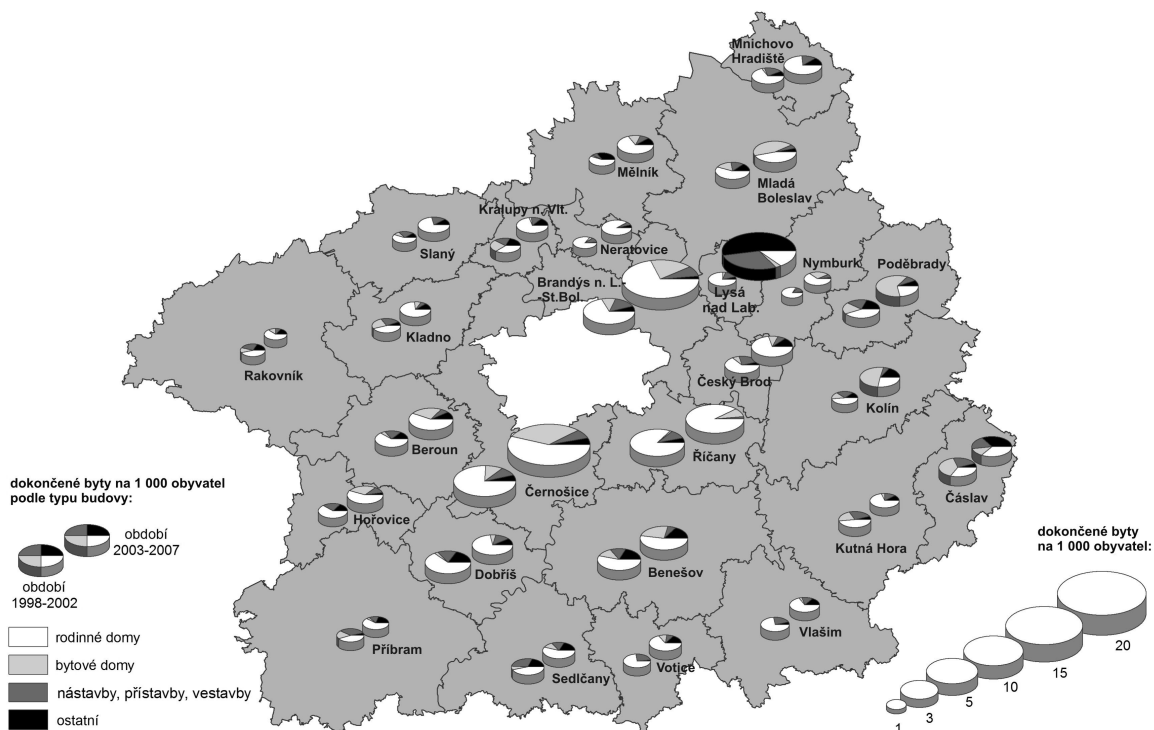 Mnichovo
Hradiště
Mělník
Mladá
Boleslav
Kralupy n. Vlt.
Slaný
Neratovice
Brandýs n. L.-
St.Bol.
Lysá
nad Lab.
Nymburk
Poděbrady
Kladno
Rakovník
Český Brod
Kolín
Beroun
Říčany
Černošice
Čáslav
Hořovice
Kutná Hora
Dobříš
Benešov
Příbram
Vlašim
Sedlčany
Votice
dokončené byty na 1 000 obyvatel
podle typu budovy:
období
2003-2007
období
1998-2002
rodinné domy
bytové domy
nástavby, přístavby, vestavby
ostatní
dokončené byty
na 1 000 obyvatel:
20
15
10
5
3
1